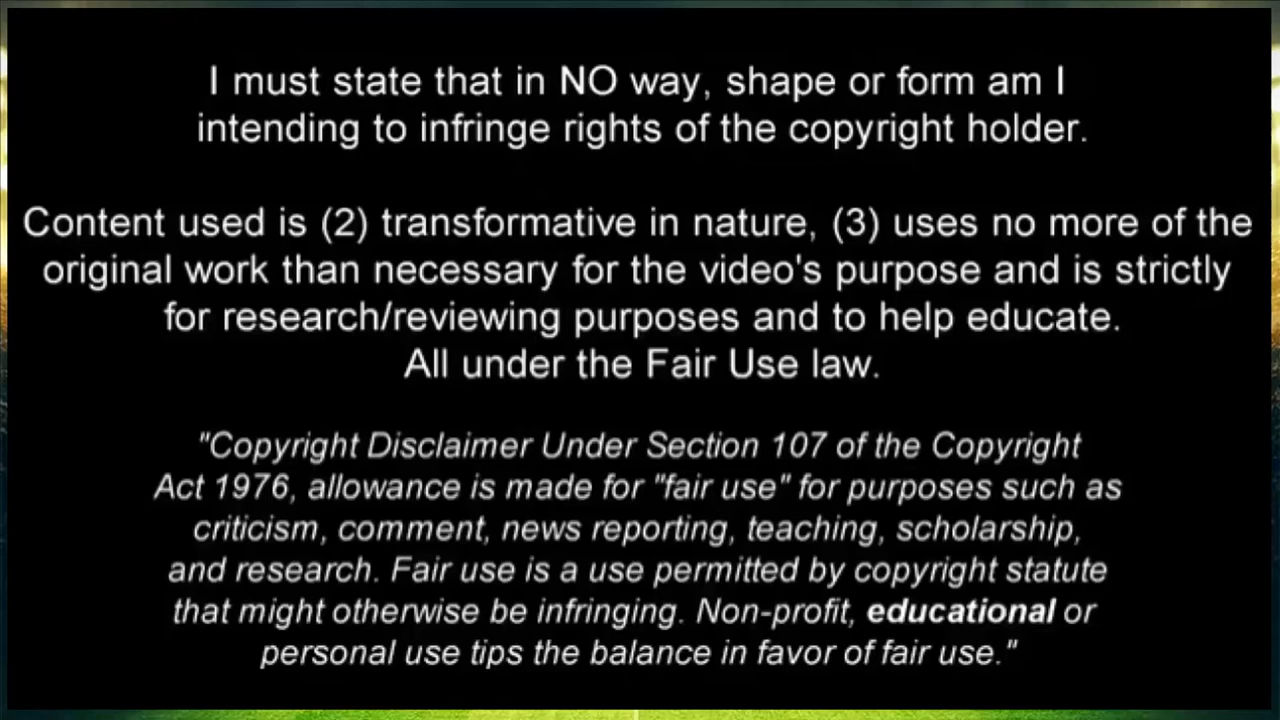 I must state that in NO way, shape or form am I
intending to infringe rights of the copyright holder.
Content used is (2) transformative in nature, (3) uses no more of the
original work than necessary for the video's purpose and is strictly
for research/reviewing purposes and to help educate.
All under the Fair Use law.
"Copyright Disclaimer Under Section 107 of the Copyright
Act 1976, allowance is made for "fair use" for purposes such as
criticism, comment, news reporting, teaching, scholarship,
and research. Fair use is a use permitted by copyright statute
that might otherwise be infringing. Non-profit, educational or
personal use tips the balance in favor of fair use."